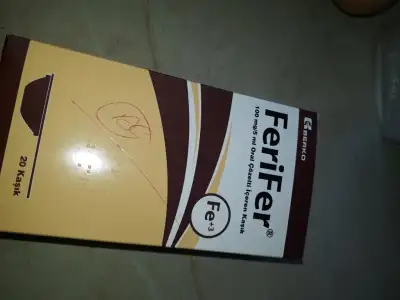 BERKO
FeriFer®
100 mg/5 ml Oral Çözelti İçeren Kaşık
Fe+3
20 Kaşık